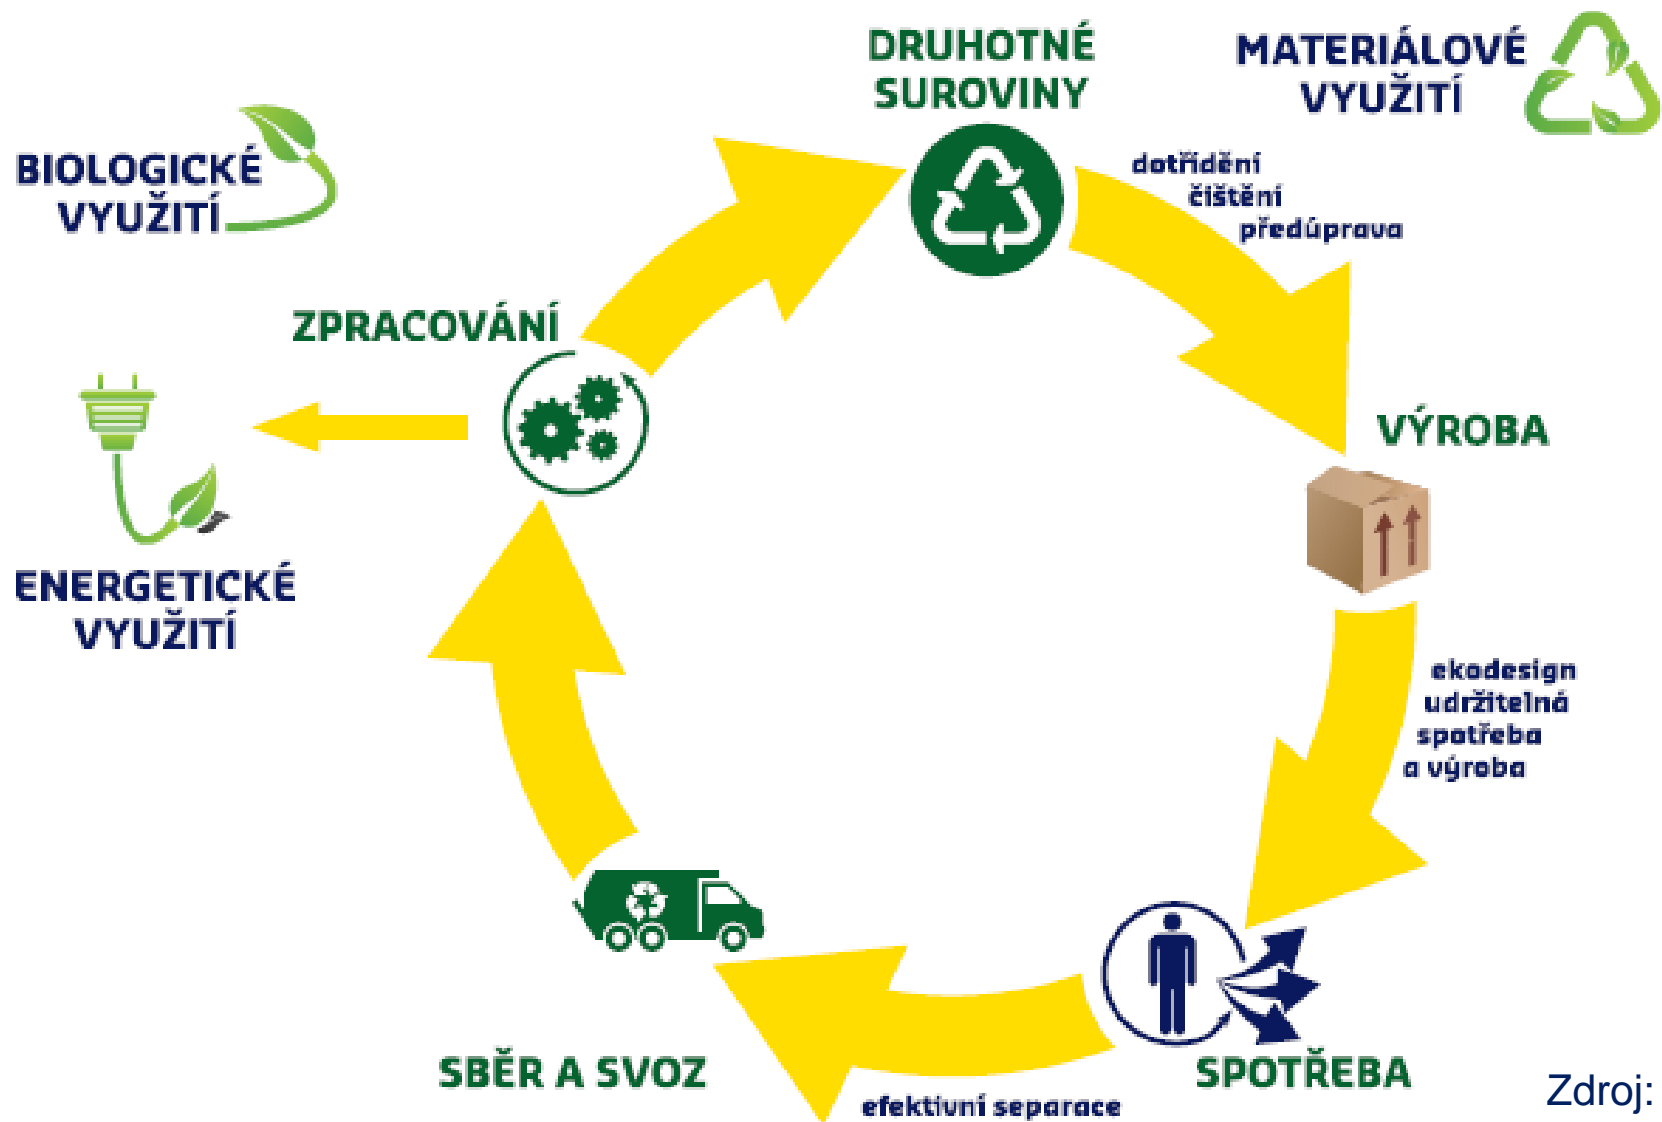 DRUHOTNÉ
SUROVINY
MATERIÁLOVÉ
VYUŽITÍ
BIOLOGICKÉ
VYUŽITÍ
dotřídění
čištění
předúprava
ZPRACOVÁNÍ
VÝROBA
ENERGETICKÉ
VYUŽITÍ
ekodesign
udržitelná
spotřeba
a výroba
SBĚR A SVOZ
SPOTŘEBA
efektivní separace
Zdroj: